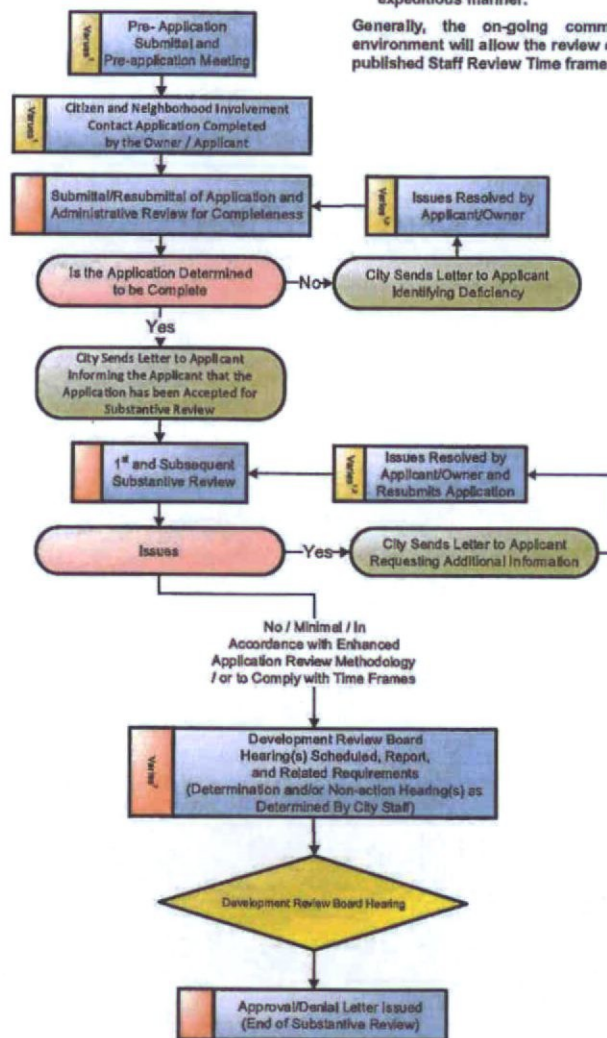 expeditious manner.
Generally, the on-going comm
environment will allow the review
published Staff Review Time frame
Pre- Application
Submittal and
Pre-application Meeting
Citizen and Neighborhood Involvement
Contact Application Completed
by the Owner / Applicant
Submittal/Resubmittal of Application and
Administrative Review for Completeness
Varies
Issues Resolved by
Applicant/Owner
Is the Application Determined
to be Complete
No
City Sends Letter to Applicant
Identifying Deficiency
Yes
City Sends Letter to Applicant
Informing the Applicant that the
Application has been Accepted for
Substantive Review
1st and Subsequent
Substantive Review
Varies
Issues Resolved by
Applicant/Owner and
Resubmits Application
Issues
Yes
City Sends Letter to Applicant
Requesting Additional Information
No / Minimal / In
Accordance with Enhanced
Application Review Methodology
/ or to Comply with Time Frames
Varies
Development Review Board
Hearing(s) Scheduled, Report,
and Related Requirements
(Determination and/or Non-action Hearing(s) as
Determined By City Staff)
Development Review Board Hearing
Approval/Denial Letter Issued
(End of Substantive Review)